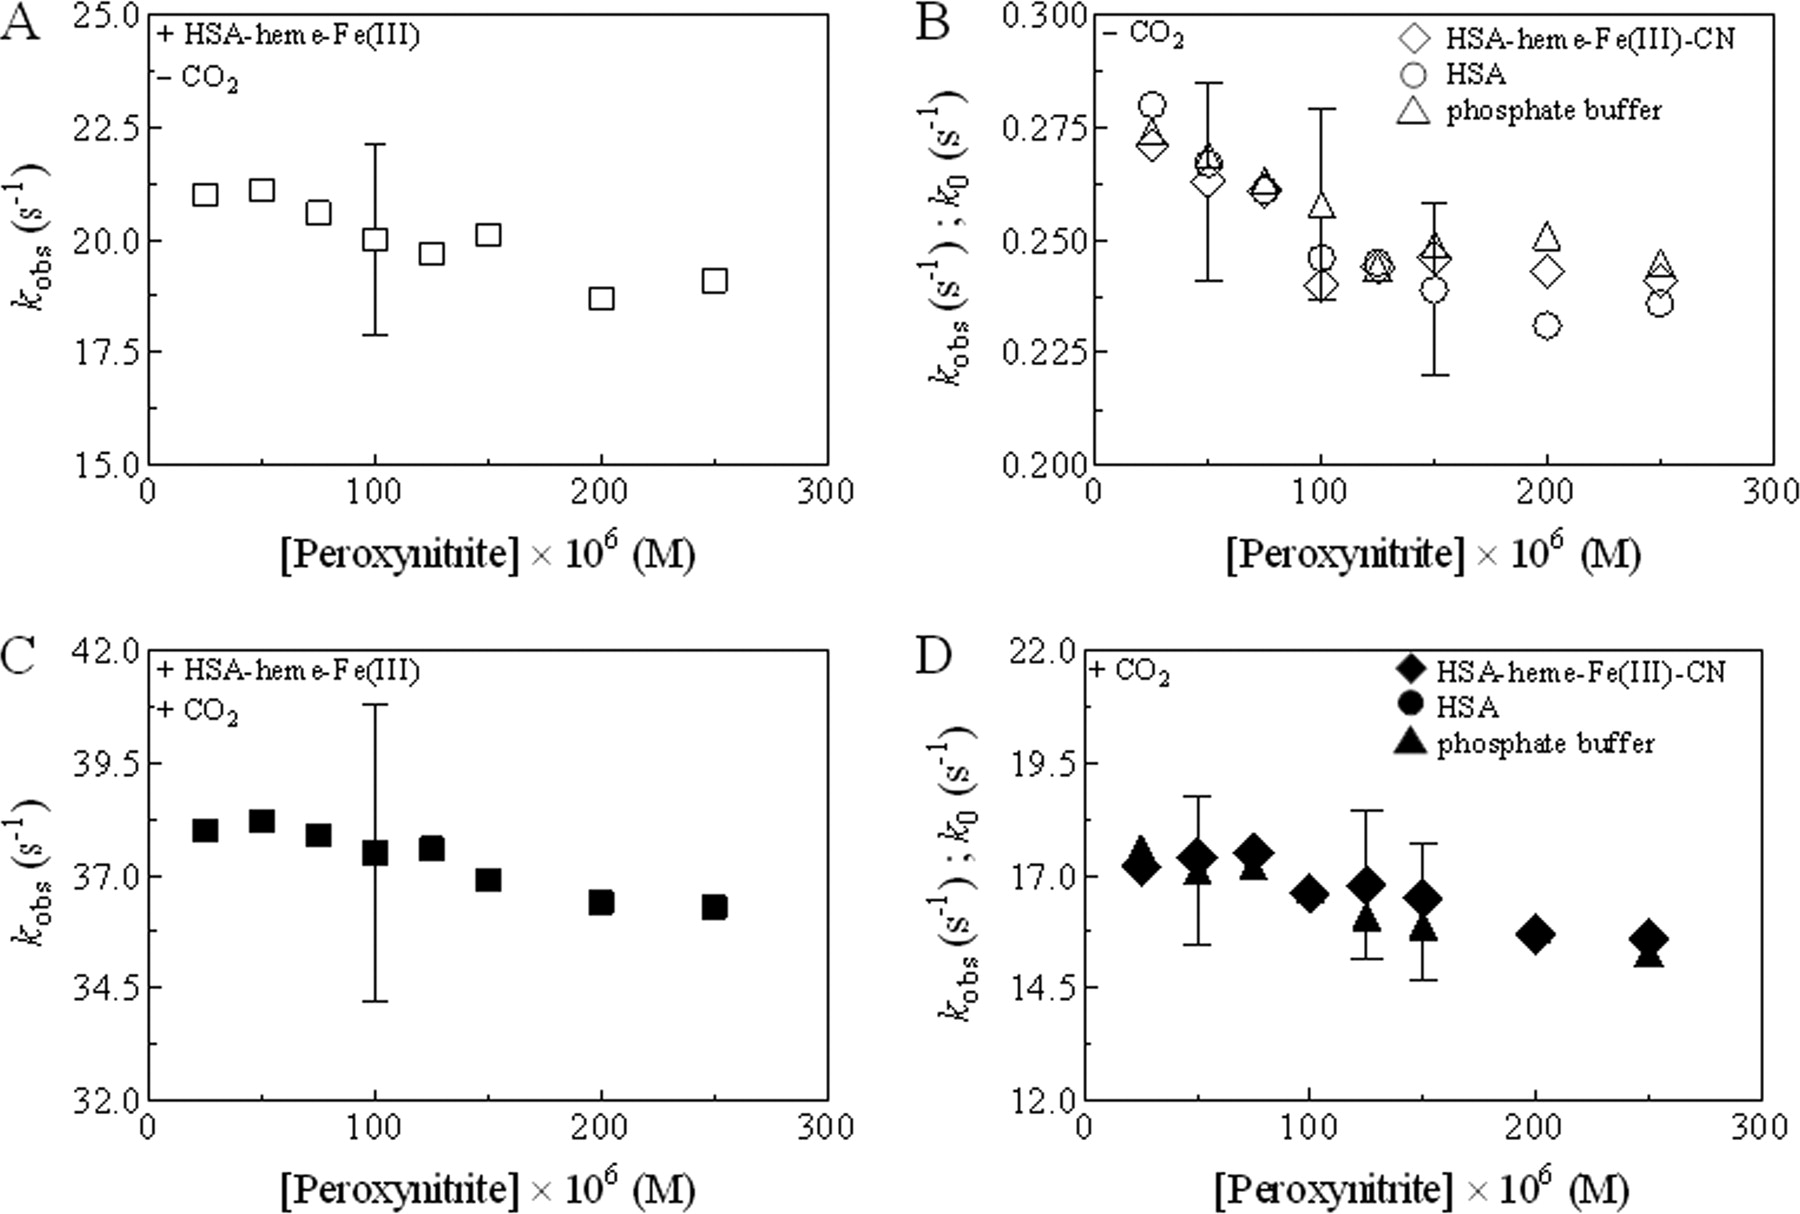 A
25.0
22.5
20.0
17.5
15.0
+ HSA-heme-Fe(III)
− CO2
kobs (s-1)
0 100 200 300
[Peroxynitrite] × 10^6 (M)
B
0.300
0.275
0.250
0.225
0.200
− CO2
HSA-heme-Fe(III)-CN
HSA
phosphate buffer
kobs (s-1) ; k0 (s-1)
0 100 200 300
[Peroxynitrite] × 10^6 (M)
C
42.0
39.5
37.0
34.5
32.0
+ HSA-heme-Fe(III)
+ CO2
kobs (s-1)
0 100 200 300
[Peroxynitrite] × 10^6 (M)
D
22.0
19.5
17.0
14.5
12.0
+ CO2
HSA-heme-Fe(III)-CN
HSA
phosphate buffer
kobs (s-1) ; k0 (s-1)
0 100 200 300
[Peroxynitrite] × 10^6 (M)